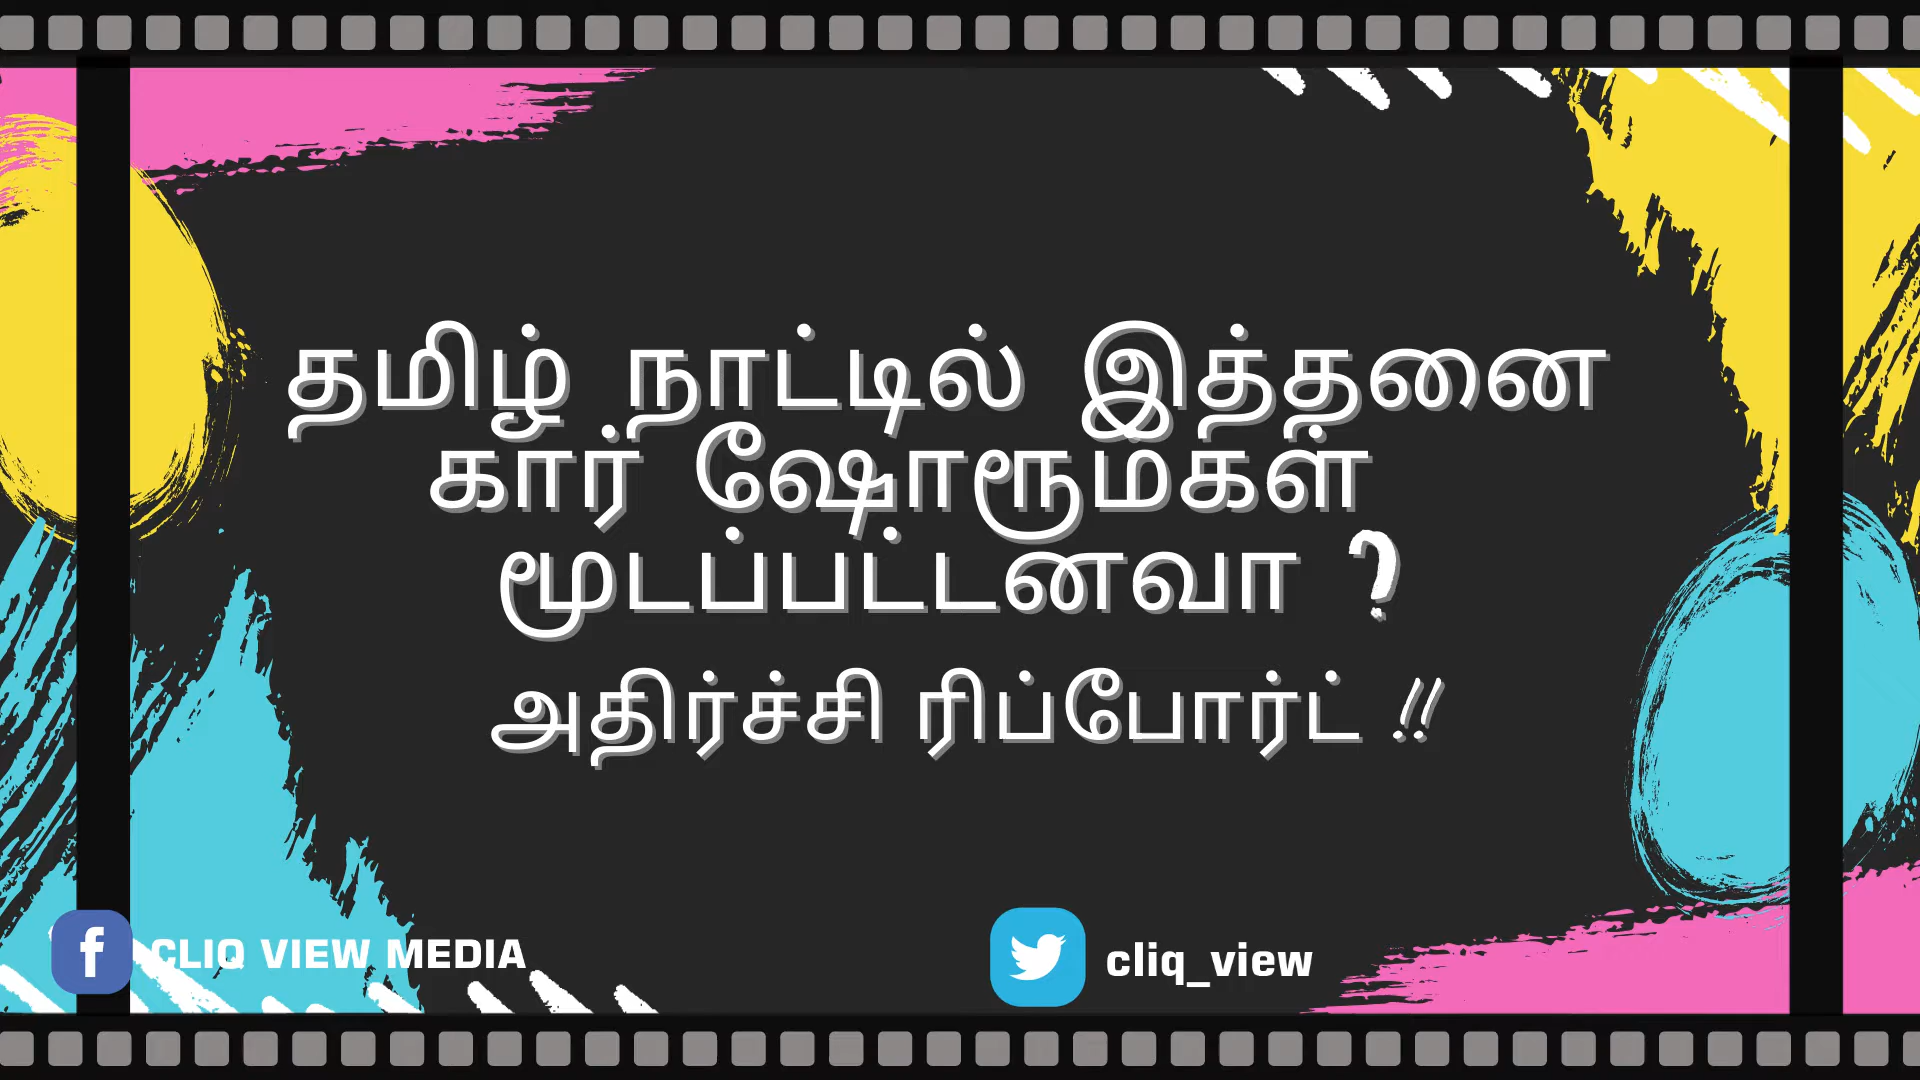 தமிழ் நாட்டில் இத்தனை
கார் ஷோரூம்கள்
மூடப்பட்டனவா ?
அதிர்ச்சி ரிப்போர்ட் !!
CLIQ VIEW MEDIA
cliq_view